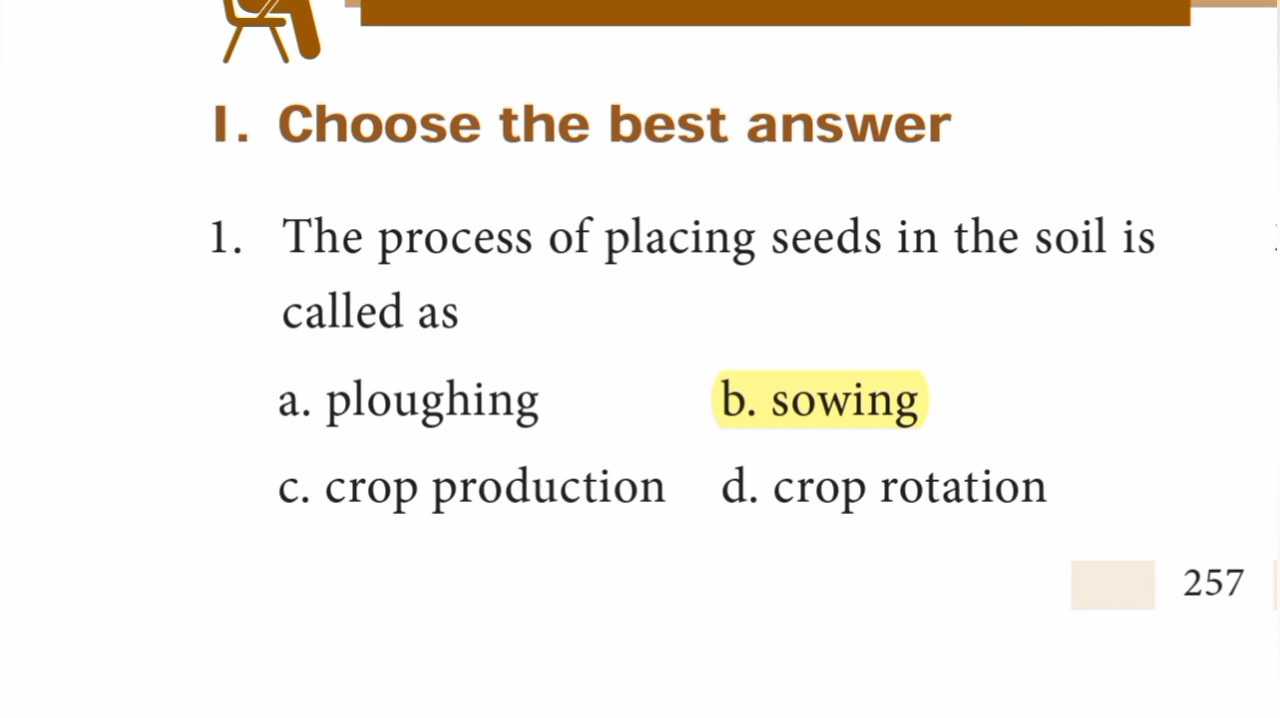 I. Choose the best answer
1. The process of placing seeds in the soil is
called as
a. ploughing b. sowing
c. crop production d. crop rotation
257